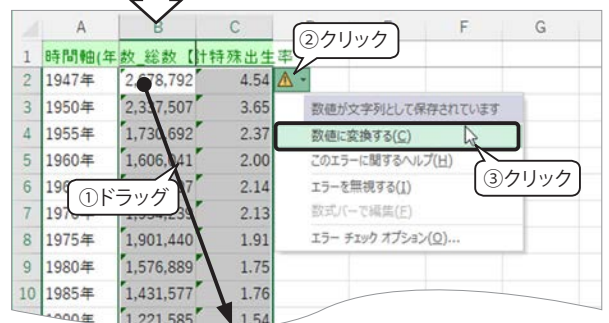 A B C F G
②クリック
1 時間軸(年 数_総数【 計特殊出生率
2 1947年 2,678,792 4.54
3 1950年 2,337,507 3.65
数値が文字列として保存されています
4 1955年 1,730,692 2.37
数値に変換する(C)
5 1960年 1,606,041 2.00
このエラーに関するヘルプ(H)
③クリック
6 196 2.14
エラーを無視する(I)
①ドラッグ
7 2.13
数式バーで編集(F)
8 1975年 1,901,440 1.91
エラー チェック オプション(O)...
9 1980年 1,576,889 1.75
10 1985年 1,431,577 1.76
1,221,585 1.54